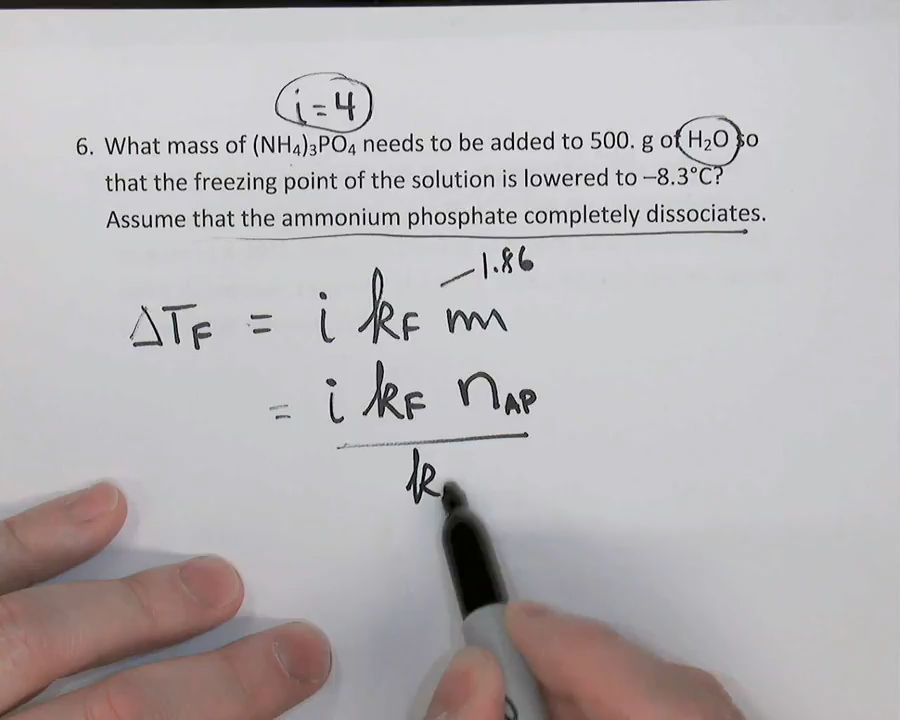 i = 4
6. What mass of (NH₄)₃PO₄ needs to be added to 500. g of H₂O so
that the freezing point of the solution is lowered to –8.3°C?
Assume that the ammonium phosphate completely dissociates.
1.86
ΔTF = i kF m
= i kF nAP
k